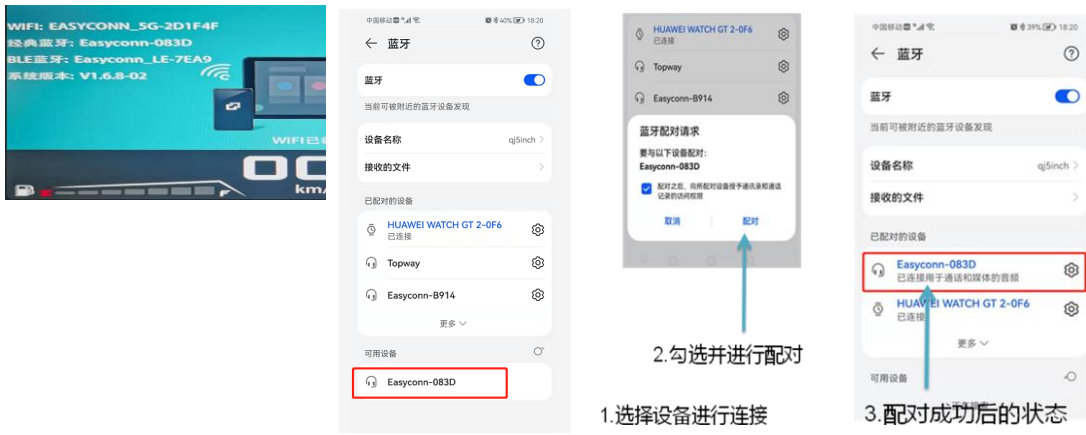 WIFI: EASYCONN_5G-2D1F4F
经典蓝牙: Easyconn-083D
BLE蓝牙: Easyconn_LE-7EA9
系统版本: V1.6.8-02
km/
中国移动
18:20
蓝牙
蓝牙
当前可被附近的蓝牙设备发现
设备名称 qj5inch
接收的文件
已配对的设备
HUAWEI WATCH GT 2-0F6
已连接
Topway
Easyconn-B914
更多
可用设备
Easyconn-083D
HUAWEI WATCH GT 2-0F6
已连接
Topway
Easyconn-B914
蓝牙配对请求
要与以下设备配对:
Easyconn-083D
配对之后，向所配对设备授予通讯录和通话
记录的访问权限
取消 配对
2.勾选并进行配对
1.选择设备进行连接
中国移动
39% 18:20
蓝牙
蓝牙
当前可被附近的蓝牙设备发现
设备名称 qj5inch
接收的文件
已配对的设备
Easyconn-083D
已连接用于通话和媒体的音频
HUAWEI WATCH GT 2-0F6
已连接
更多
可用设备
3.配对成功后的状态